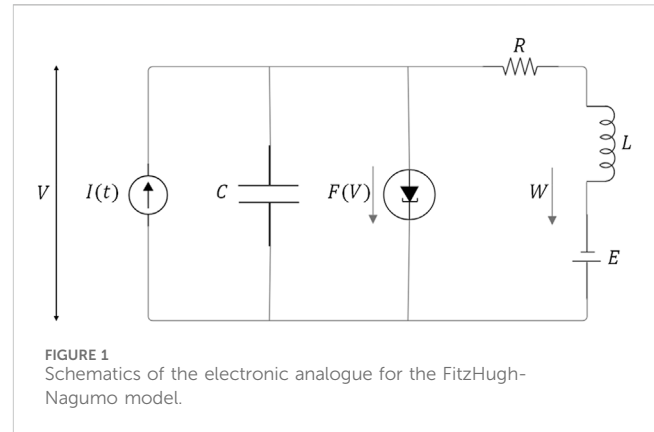 R
L
V
I(t)
C
F(V)
W
E
FIGURE 1
Schematics of the electronic analogue for the FitzHugh-
Nagumo model.